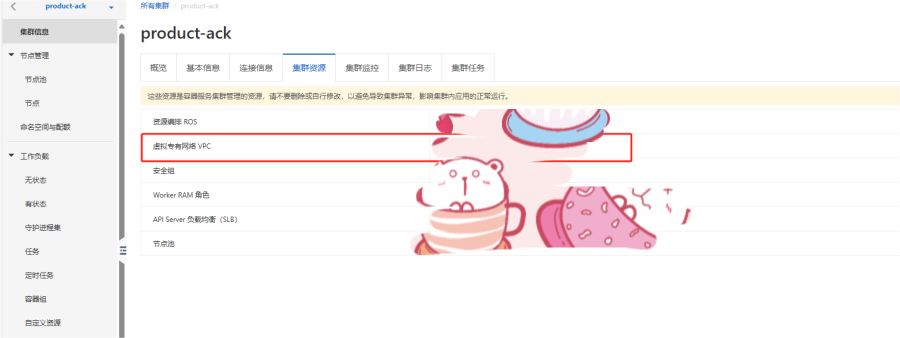 product-ack
所有集群 / product-ack
product-ack
集群信息
节点管理
节点池
节点
命名空间与配额
工作负载
无状态
有状态
守护进程集
任务
定时任务
容器组
自定义资源
概览
基本信息
连接信息
集群资源
集群监控
集群日志
集群任务
这些资源是容器服务集群管理的资源，请不要删除或自行修改，以避免导致集群异常，影响集群内应用的正常运行。
资源编排 ROS
虚拟专有网络 VPC
安全组
Worker RAM 角色
API Server 负载均衡（SLB）
节点池